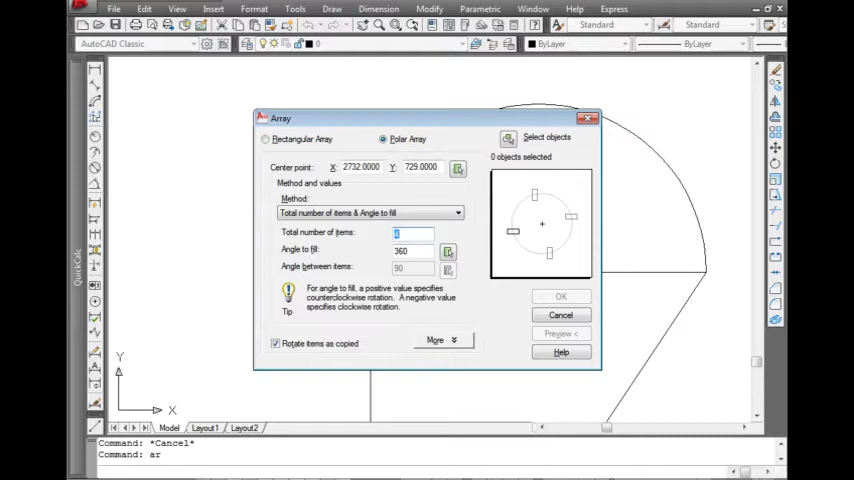 File Edit View Insert Format Tools Draw Dimension Modify Parametric Window Help Express
Standard Standard
AutoCAD Classic 0 ByLayer ByLayer
Array
Rectangular Array Polar Array Select objects
0 objects selected
Center point: X: 2732.0000 Y: 729.0000
Method and values
Method:
Total number of items & Angle to fill
Total number of items: 4
Angle to fill: 360
Angle between items: 90
For angle to fill, a positive value specifies
counterclockwise rotation. A negative value
specifies clockwise rotation.
Tip
Rotate items as copied
More
OK
Cancel
Preview <
Help
QuickCalc
Y
X
Model Layout1 Layout2
Command: *Cancel*
Command: ar